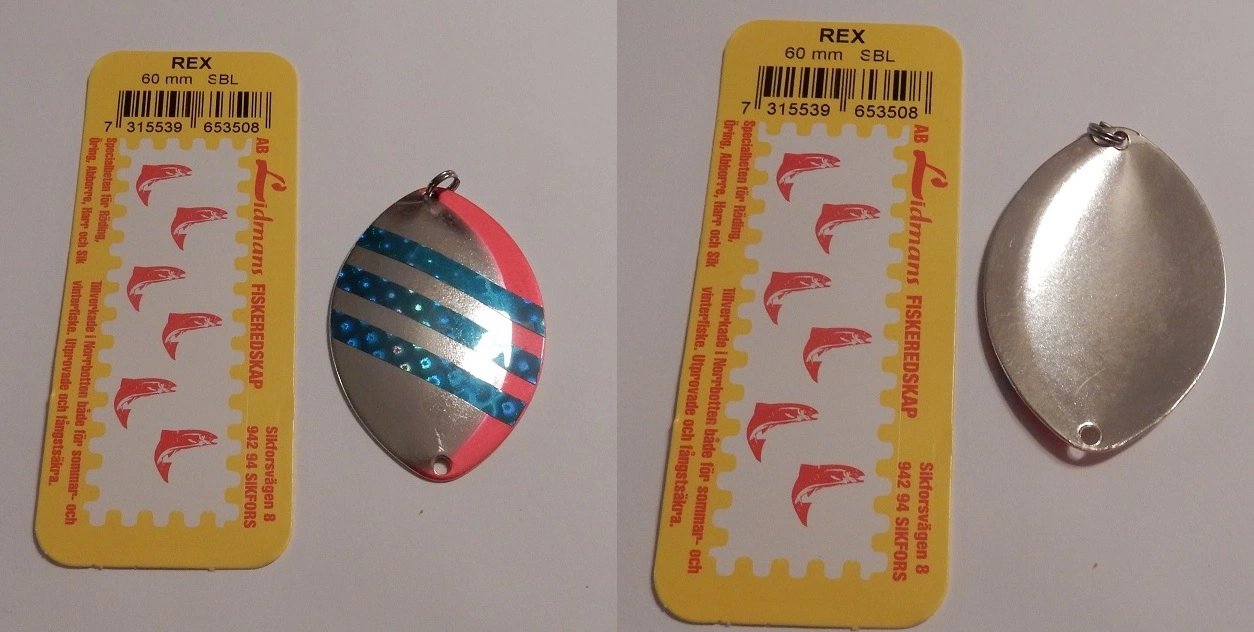 REX
60 mm SBL
7 315539 653508
AB Lidmans FISKEREDSKAP
Sikforsvägen 8
942 94 SIKFORS
Specialbeten för Röding,
Öring, Abborre, Harr och Sik
Tillverkade i Norrbotten både för sommar- och
vinterfiske. Utprovade och fångstsäkra.
REX
60 mm SBL
7 315539 653508
AB Lidmans FISKEREDSKAP
Sikforsvägen 8
942 94 SIKFORS
Specialbeten för Röding,
Öring, Abborre, Harr och Sik
Tillverkade i Norrbotten både för sommar- och
vinterfiske. Utprovade och fångstsäkra.